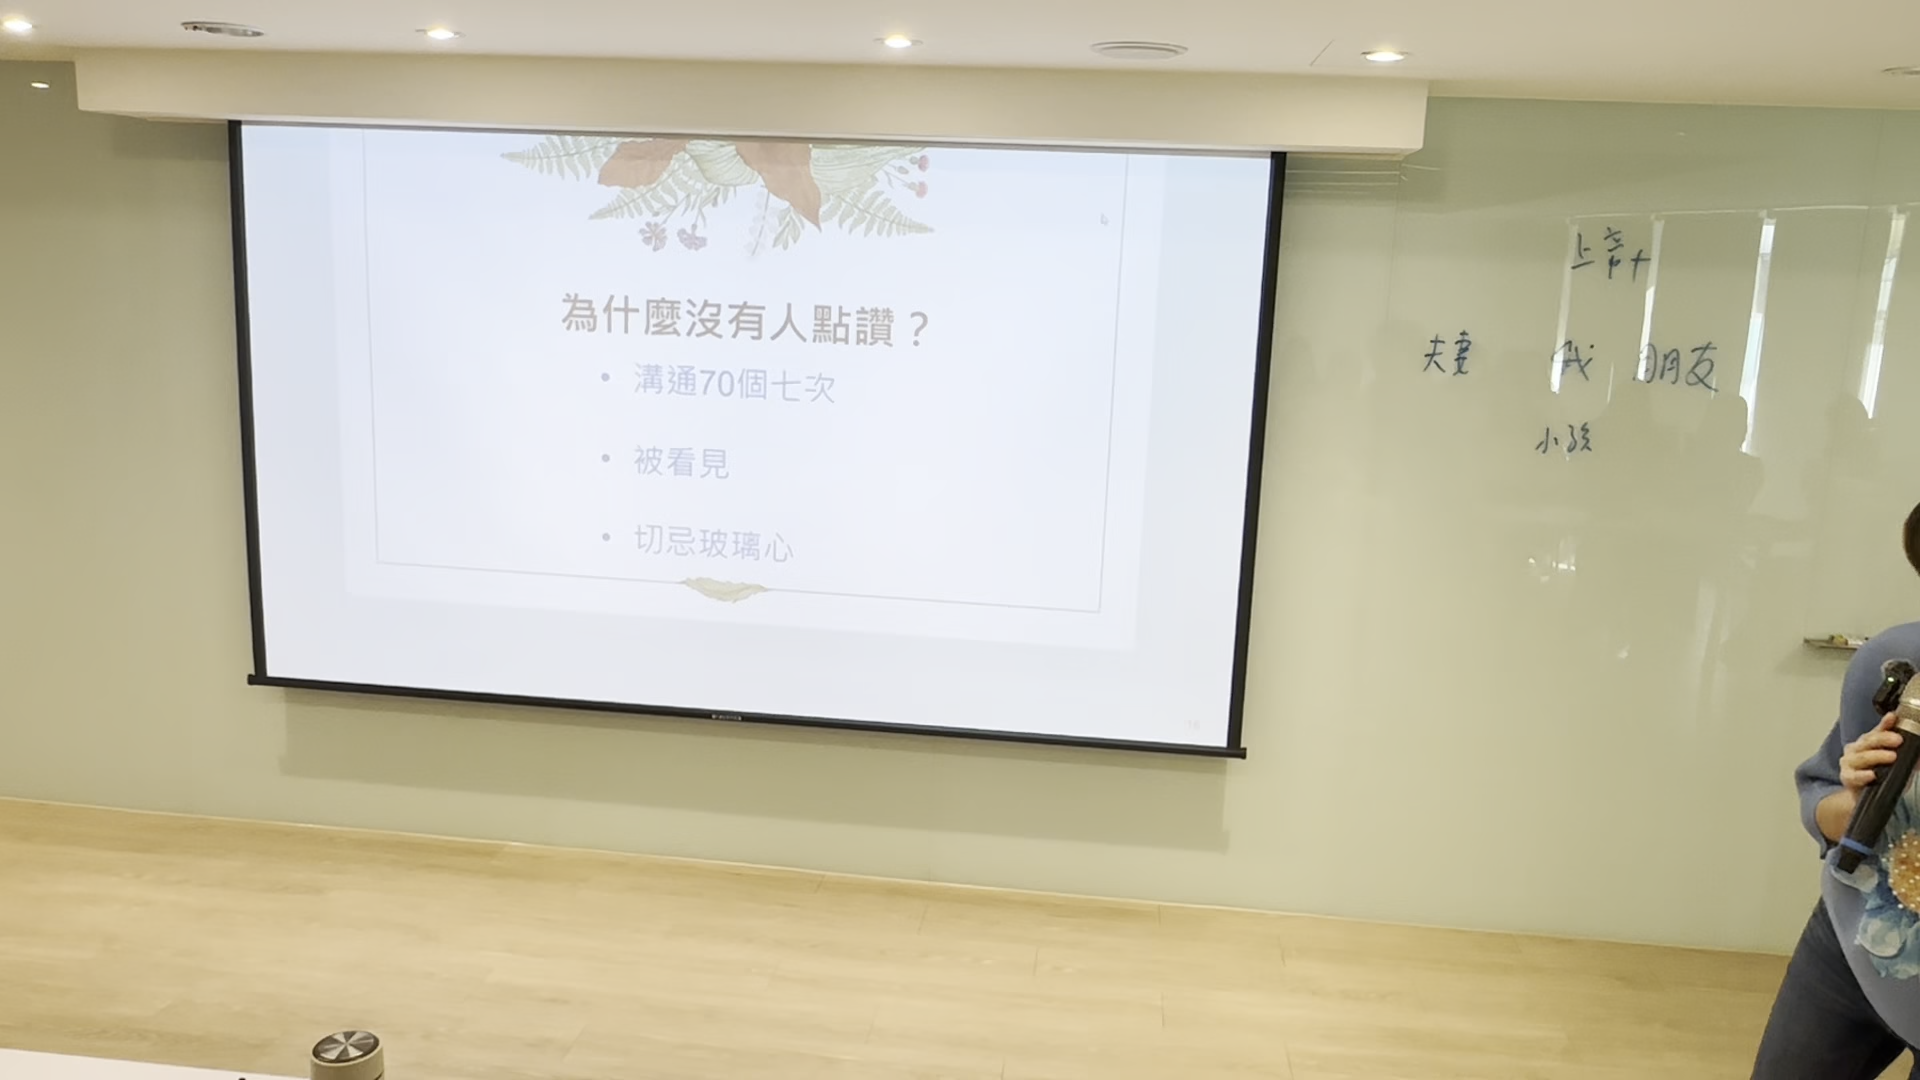 為什麼沒有人點讚？
• 溝通70個七次
• 被看見
• 切忌玻璃心
16
上帝
夫妻 我 朋友
小孩